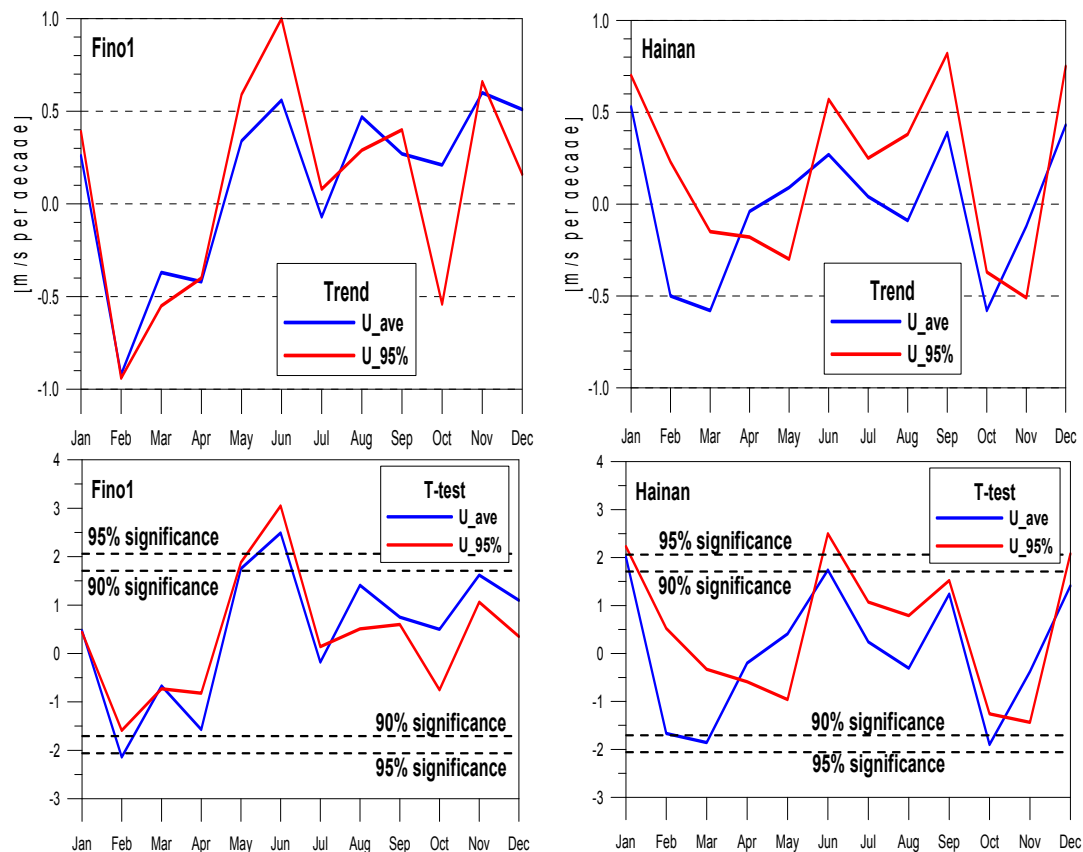 Fino1
[m/s per decade]
1.0
0.5
0.0
-0.5
-1.0
Trend
U_ave
U_95%
Jan Feb Mar Apr May Jun Jul Aug Sep Oct Nov Dec
Hainan
[m/s per decade]
1.0
0.5
0.0
-0.5
-1.0
Trend
U_ave
U_95%
Jan Feb Mar Apr May Jun Jul Aug Sep Oct Nov Dec
Fino1
4
3
2
1
0
-1
-2
-3
T-test
U_ave
U_95%
95% significance
90% significance
90% significance
95% significance
Jan Feb Mar Apr May Jun Jul Aug Sep Oct Nov Dec
Hainan
4
3
2
1
0
-1
-2
-3
T-test
U_ave
U_95%
95% significance
90% significance
90% significance
95% significance
Jan Feb Mar Apr May Jun Jul Aug Sep Oct Nov Dec